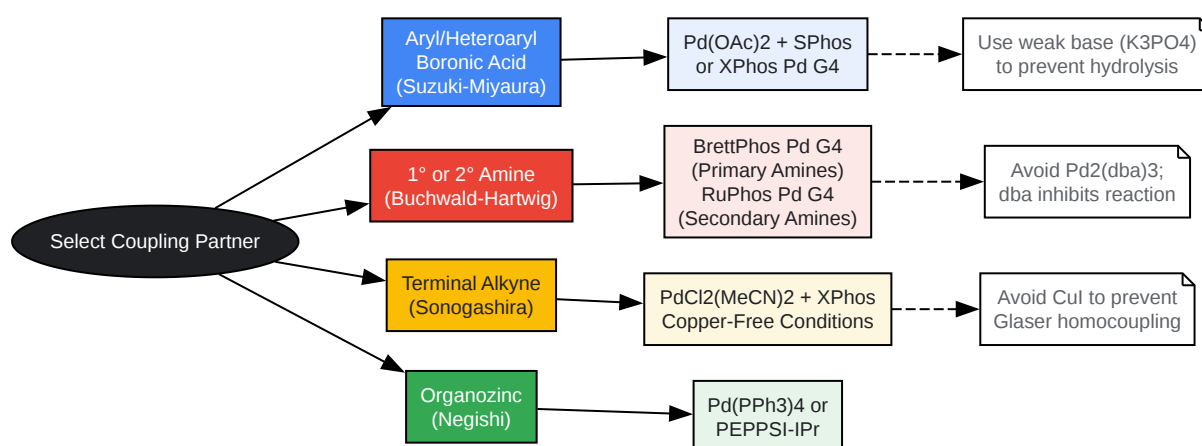 Aryl/Heteroaryl
Boronic Acid
(Suzuki-Miyaura)
Pd(OAc)2 + SPhos
or XPhos Pd G4
Use weak base (K3PO4)
to prevent hydrolysis
1° or 2° Amine
(Buchwald-Hartwig)
BrettPhos Pd G4
(Primary Amines)
RuPhos Pd G4
(Secondary Amines)
Avoid Pd2(dba)3;
dba inhibits reaction
Select Coupling Partner
Terminal Alkyne
(Sonogashira)
PdCl2(MeCN)2 + XPhos
Copper-Free Conditions
Avoid CuI to prevent
Glaser homocoupling
Organozinc
(Negishi)
Pd(PPh3)4 or
PEPPSI-IPr